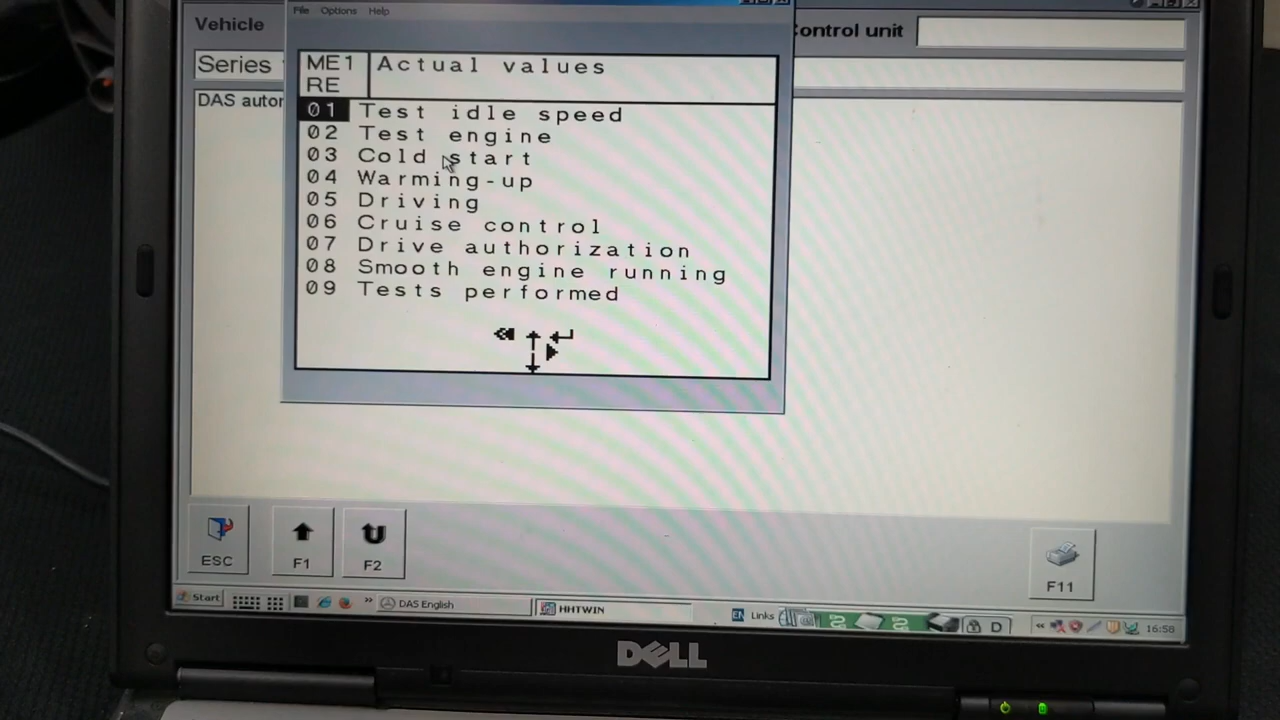 File Options Help
Vehicle
ontrol unit
Series
ME1 Actual values
RE
DAS autor
01 Test idle speed
02 Test engine
03 Cold start
04 Warming-up
05 Driving
06 Cruise control
07 Drive authorization
08 Smooth engine running
09 Tests performed
ESC
F1
F2
F11
Start
DAS English
HHTWIN
EN
Links
D
16:58
DELL